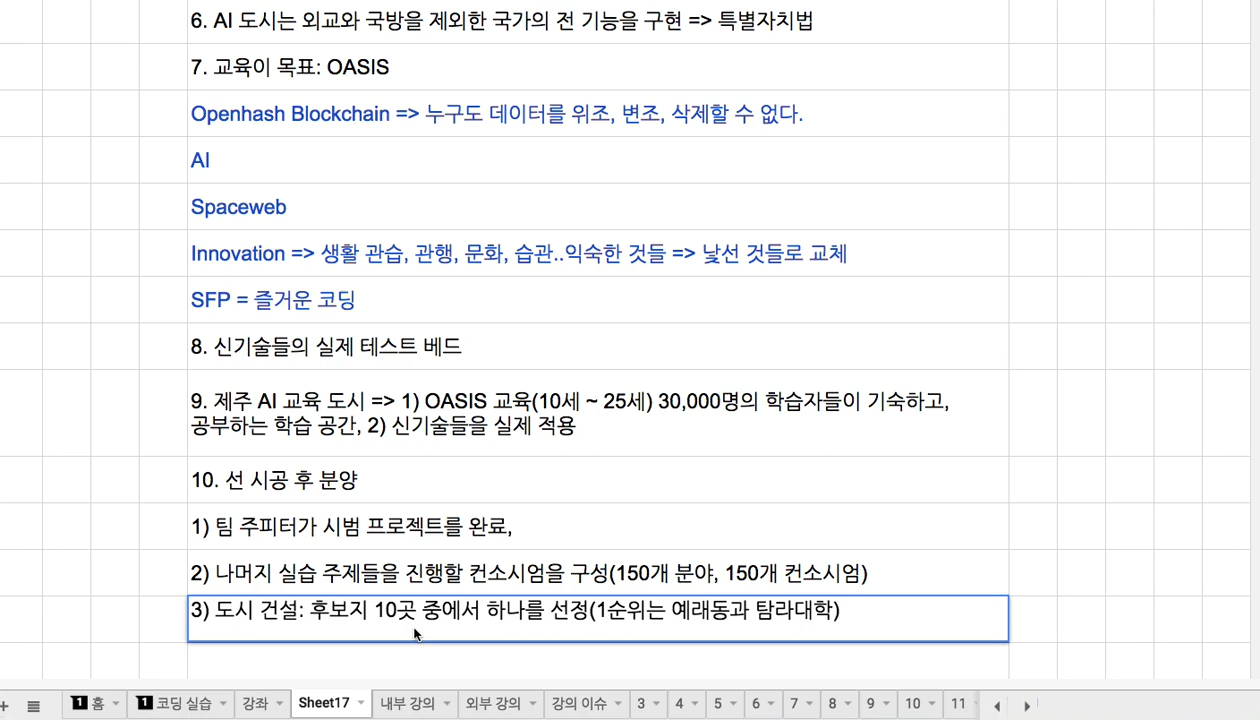 6. AI 도시는 외교와 국방을 제외한 국가의 전 기능을 구현 => 특별자치법
7. 교육이 목표: OASIS
Openhash Blockchain => 누구도 데이터를 위조, 변조, 삭제할 수 없다.
AI
Spaceweb
Innovation => 생활 관습, 관행, 문화, 습관..익숙한 것들 => 낯선 것들로 교체
SFP = 즐거운 코딩
8. 신기술들의 실제 테스트 베드
9. 제주 AI 교육 도시 => 1) OASIS 교육(10세 ~ 25세) 30,000명의 학습자들이 기숙하고,
공부하는 학습 공간, 2) 신기술들을 실제 적용
10. 선 시공 후 분양
1) 팀 주피터가 시범 프로젝트를 완료,
2) 나머지 실습 주제들을 진행할 컨소시엄을 구성(150개 분야, 150개 컨소시엄)
3) 도시 건설: 후보지 10곳 중에서 하나를 선정(1순위는 예래동과 탐라대학)
1 홈 1 코딩 실습 강좌 Sheet17 내부 강의 외부 강의 강의 이슈 3 4 5 6 7 8 9 10 11